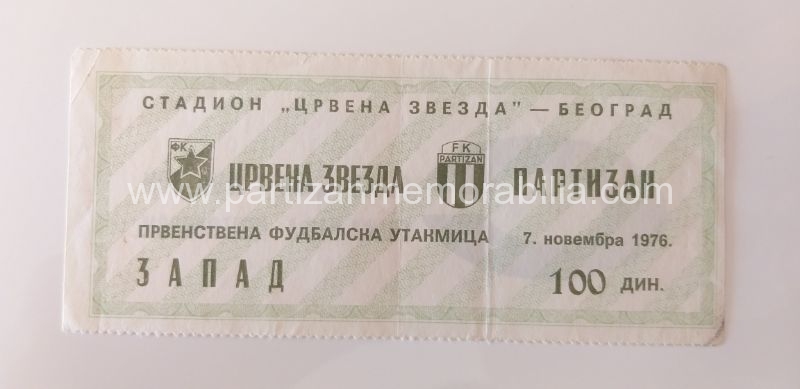 СТАДИОН „ЦРВЕНА ЗВЕЗДА" — БЕОГРАД
ФК
ЦРВЕНА ЗВЕЗДА
FK
PARTIZAN
ПАРТИЗАН
www.partizanmemorabilia.com
ПРВЕНСТВЕНА ФУДБАЛСКА УТАКМИЦА 7. новембра 1976.
ЗАПАД 100 дин.